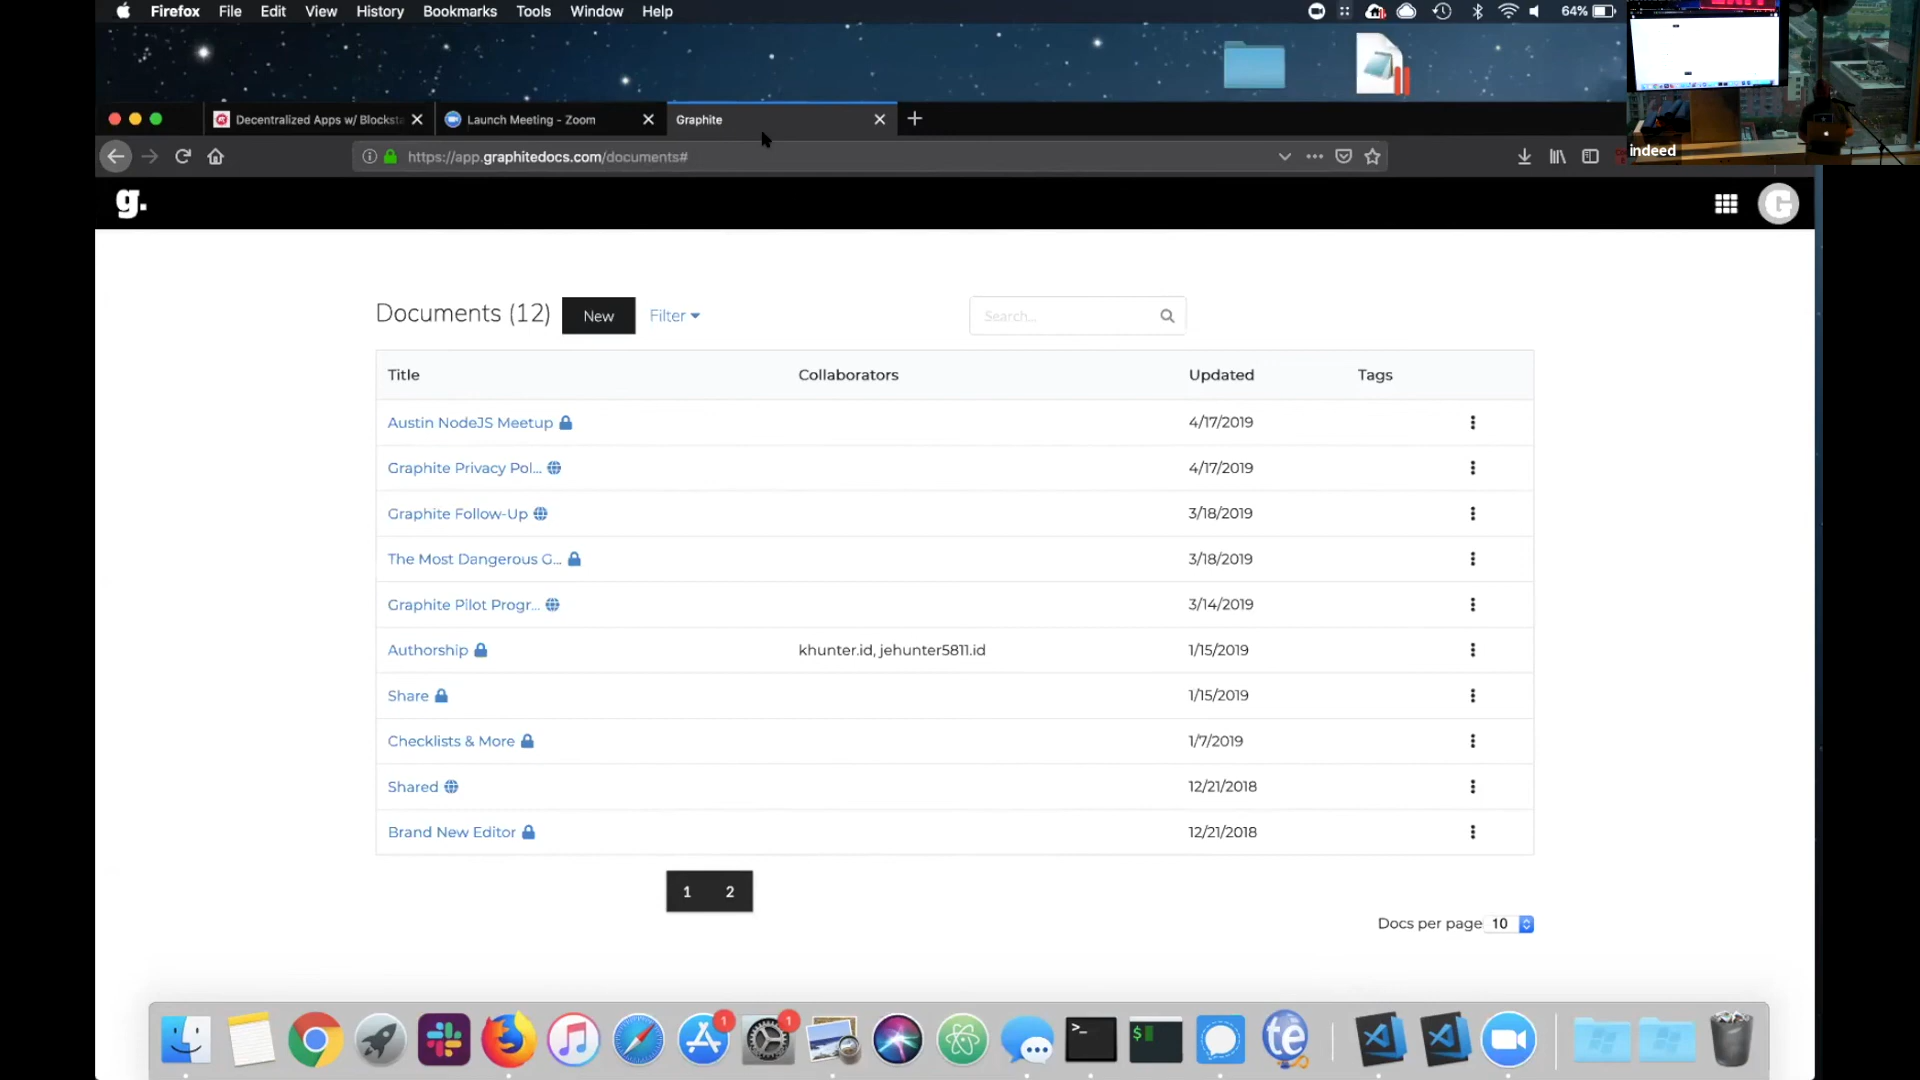 Firefox File Edit View History Bookmarks Tools Window Help 64%
Decentralized Apps w/ Blocksta Launch Meeting - Zoom Graphite
https://app.graphitedocs.com/documents#
indeed
g. G
Documents (12) New Filter Search...
Title Collaborators Updated Tags
Austin NodeJS Meetup 4/17/2019
Graphite Privacy Pol... 4/17/2019
Graphite Follow-Up 3/18/2019
The Most Dangerous G... 3/18/2019
Graphite Pilot Progr... 3/14/2019
Authorship khunter.id, jehunter5811.id 1/15/2019
Share 1/15/2019
Checklists & More 1/7/2019
Shared 12/21/2018
Brand New Editor 12/21/2018
1 2
Docs per page 10
1 1 >_ $ te